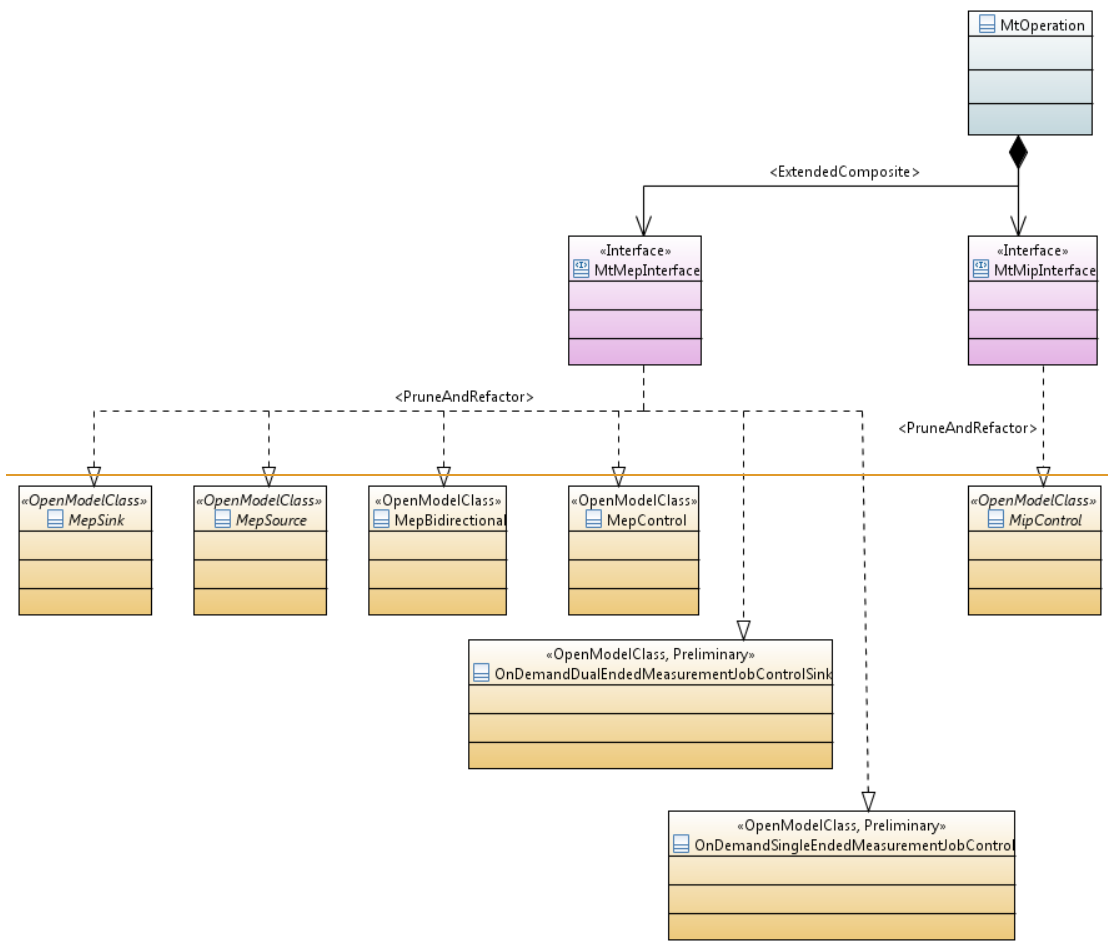 MtOperation
<ExtendedComposite>
«Interface»
MtMepInterface
«Interface»
MtMipInterface
<PruneAndRefactor>
<PruneAndRefactor>
«OpenModelClass»
MepSink
«OpenModelClass»
MepSource
«OpenModelClass»
MepBidirectional
«OpenModelClass»
MepControl
«OpenModelClass»
MipControl
«OpenModelClass, Preliminary»
OnDemandDualEndedMeasurementJobControlSink
«OpenModelClass, Preliminary»
OnDemandSingleEndedMeasurementJobControl